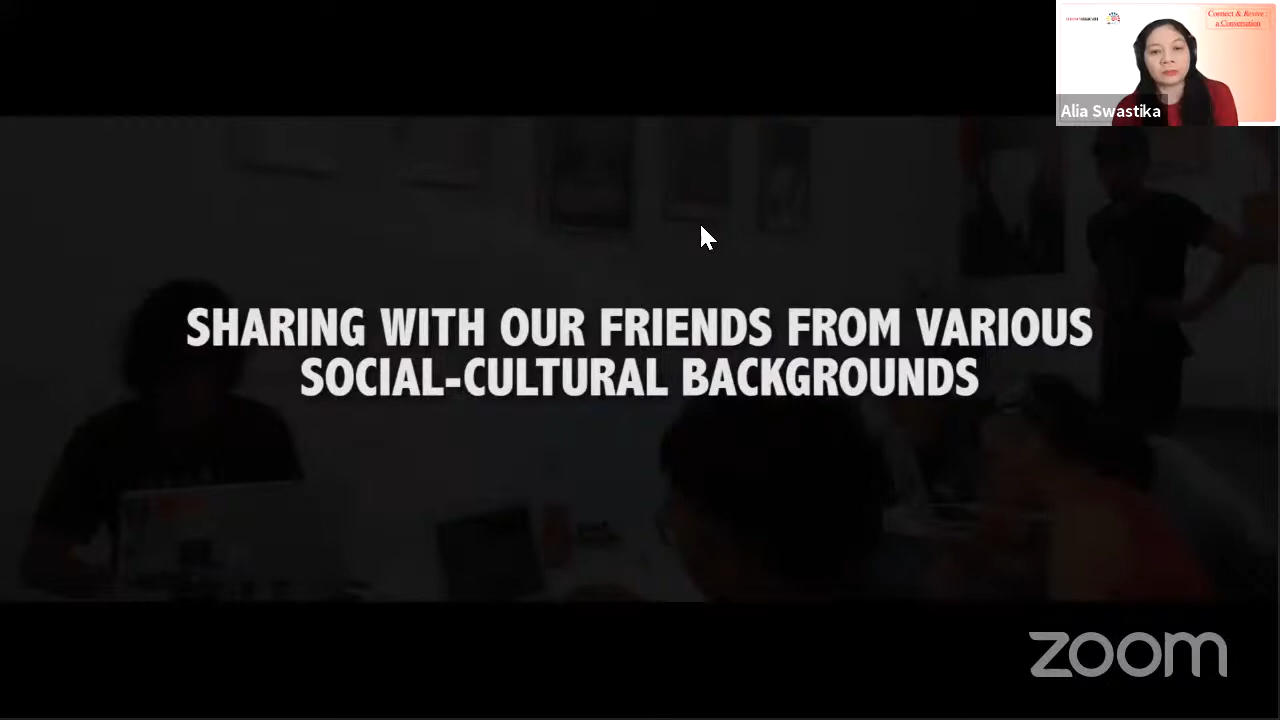 Connect & Revive :
a Conversation
Alia Swastika
SHARING WITH OUR FRIENDS FROM VARIOUS
SOCIAL-CULTURAL BACKGROUNDS
zoom